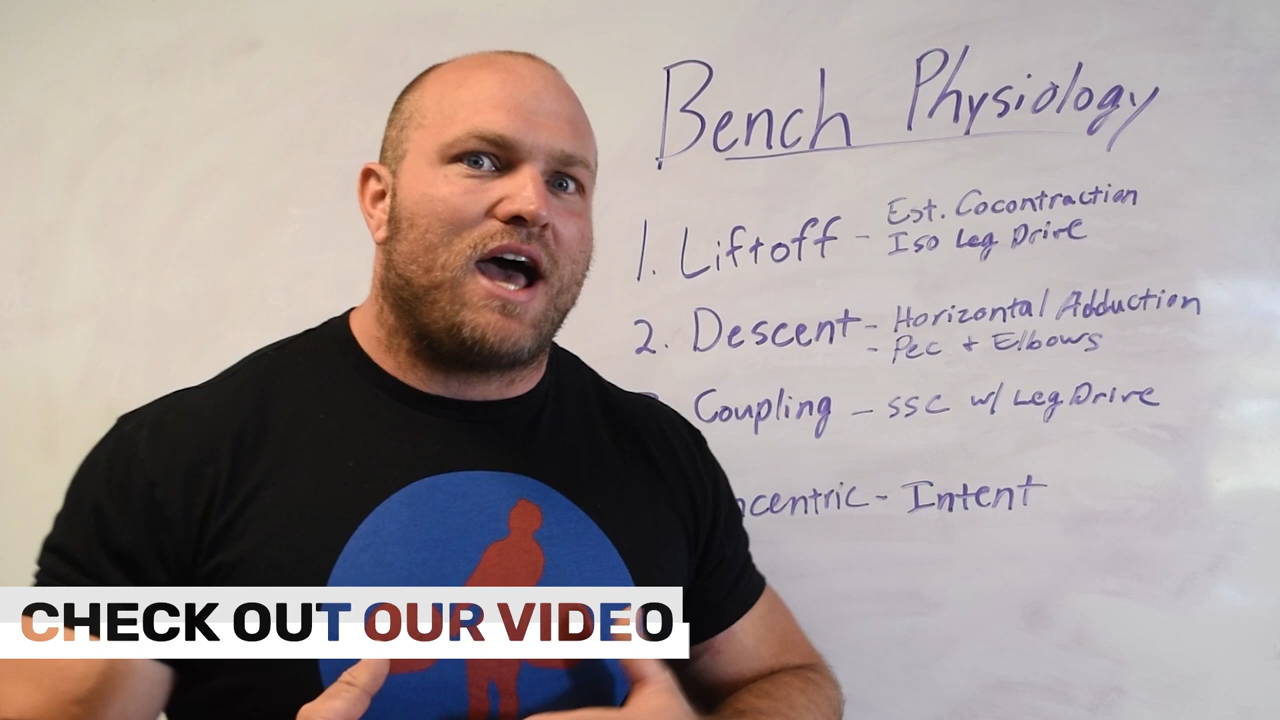 Bench Physiology
1. Liftoff - Est. Cocontraction
Iso Leg Drive
2. Descent - Horizontal Adduction
- Pec + Elbows
Coupling - SSC w/ Leg Drive
ncentric - Intent
CHECK OUT OUR VIDEO